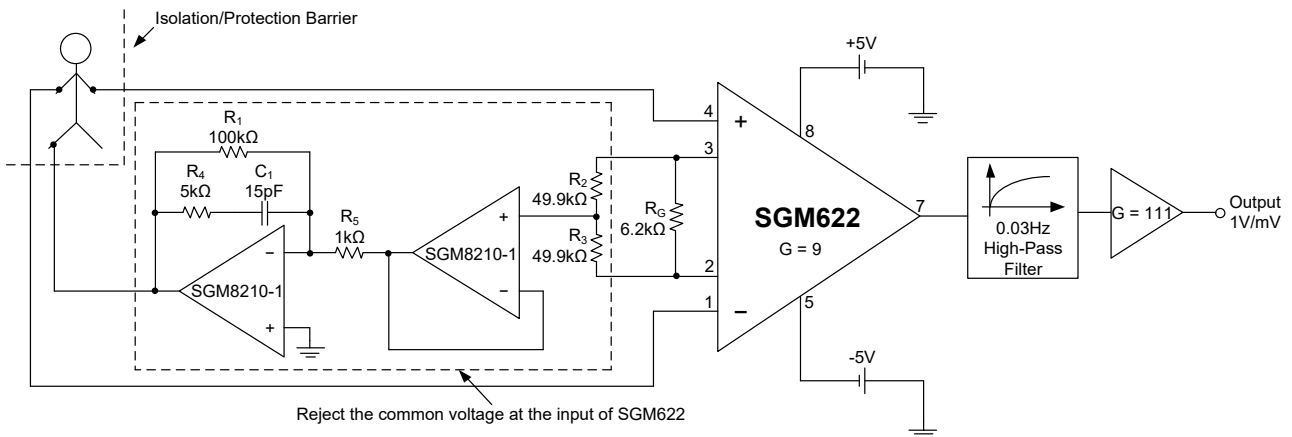 Isolation/Protection Barrier
+5V
R1
100kΩ
R4
5kΩ
C1
15pF
R5
1kΩ
SGM8210-1
−
+
SGM8210-1
+
−
R2
49.9kΩ
R3
49.9kΩ
RG
6.2kΩ
4
3
2
1
+
−
8
SGM622
G = 9
7
5
0.03Hz
High-Pass
Filter
G = 111
Output
1V/mV
-5V
Reject the common voltage at the input of SGM622